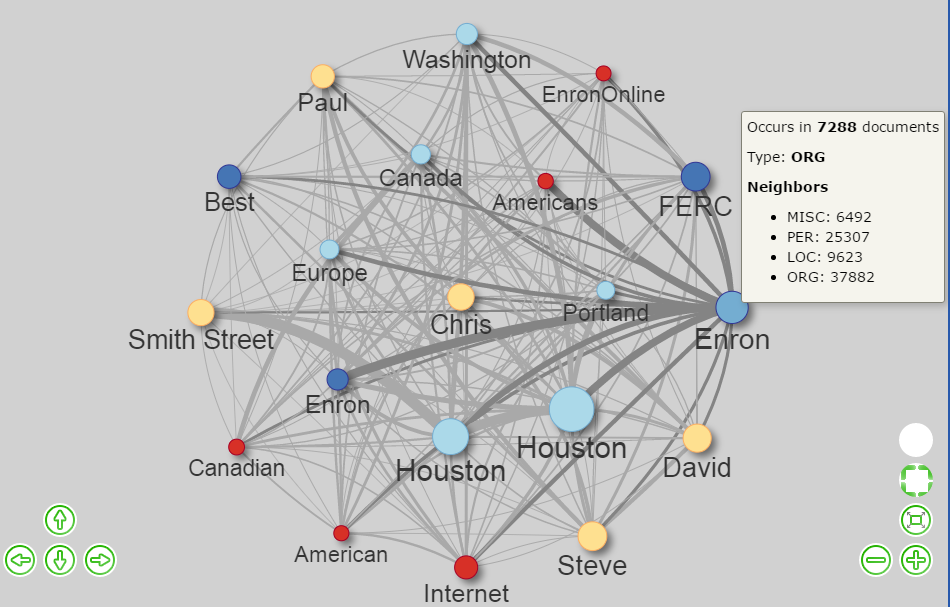 Washington
Paul
EnronOnline
Occurs in 7288 documents
Type: ORG
Neighbors
MISC: 6492
PER: 25307
LOC: 9623
ORG: 37882
Canada
Best
Americans
FERC
Europe
Portland
Chris
Smith Street
Enron
Enron
Houston
Houston
Canadian
David
American
Steve
Internet